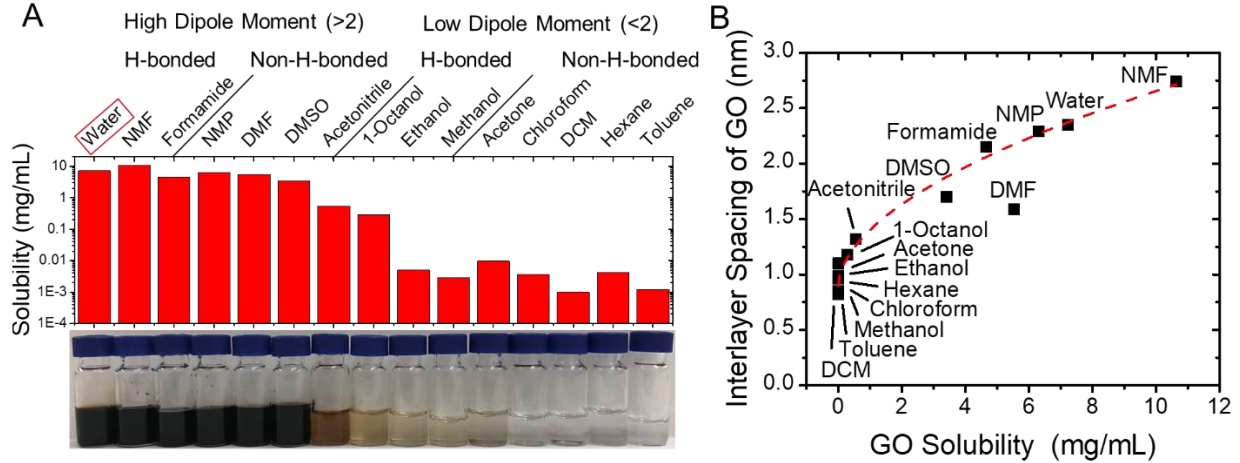 A
High Dipole Moment (>2)
Low Dipole Moment (<2)
H-bonded
Non-H-bonded
H-bonded
Non-H-bonded
Water
NMF
Formamide
NMP
DMF
DMSO
Acetonitrile
1-Octanol
Ethanol
Methanol
Acetone
Chloroform
DCM
Hexane
Toluene
Solubility (mg/mL)
10
1
0.1
0.01
1E-3
1E-4
B
Interlayer Spacing of GO (nm)
3.0
2.5
2.0
1.5
1.0
0.5
0.0
NMF
Water
NMP
Formamide
DMSO
DMF
Acetonitrile
1-Octanol
Acetone
Ethanol
Hexane
Chloroform
Methanol
Toluene
DCM
0 2 4 6 8 10 12
GO Solubility (mg/mL)